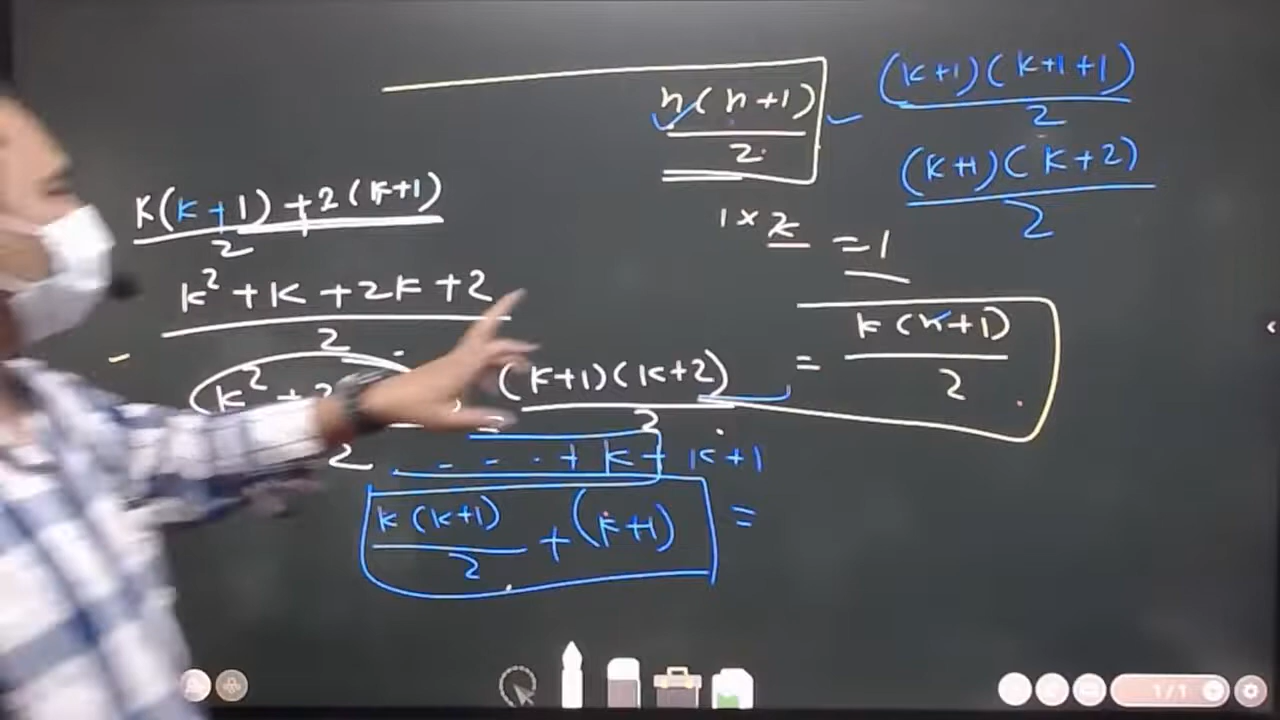 n(n+1)
2
(k+1)(k+1+1)
2
(k+1)(k+2)
2
1×2 = 1
2
k(k+1)+2(k+1)
2
k²+k+2k+2
2
k²+
2
(k+1)(k+2)
2
= k(k+1)
2
- - · + k + k+1
k(k+1)
2
+ (k+1) =
1/1